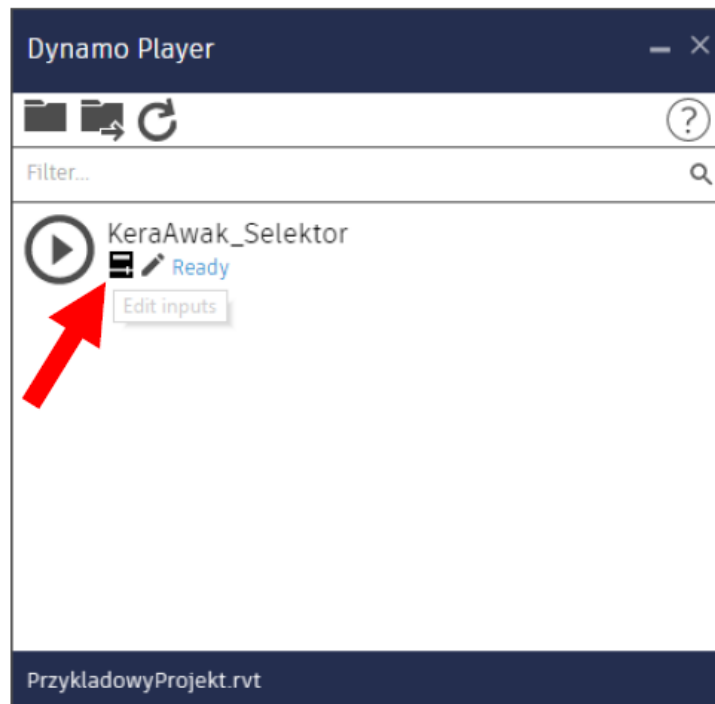 Dynamo Player
?
Filter...
KeraAwak_Selektor
Ready
Edit inputs
PrzykladowyProjekt.rvt